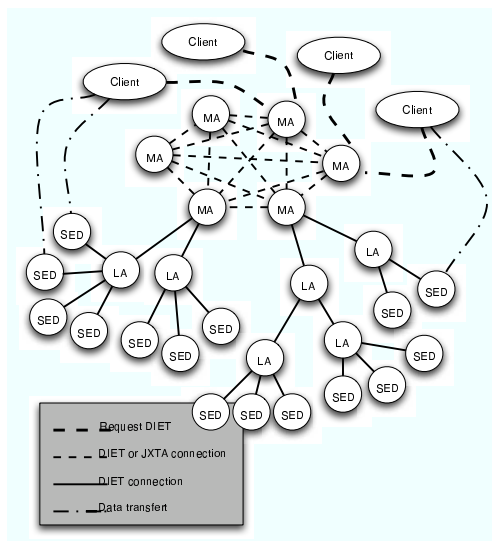 Client
Client
Client
Client
MA
MA
MA
MA
MA
MA
SED
LA
SED
LA
SED
LA
SED
LA
SED
SED
SED
SED
SED
SED
LA
LA
SED
SED
SED
SED
SED
SED
Request DIET
DIET or JXTA connection
DIET connection
Data transfert